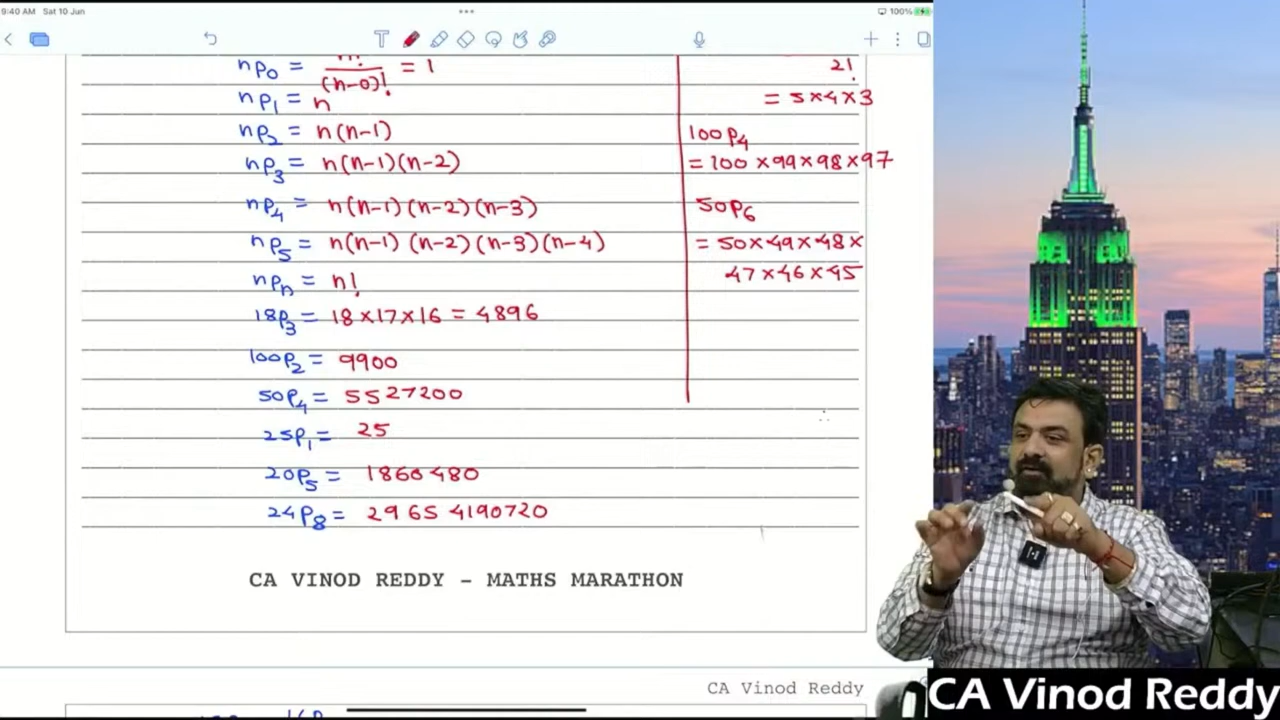 9:40 AM Sat 10 Jun
100%
nP₀ = n!/(n-0)! = 1
nP₁ = n
nP₂ = n(n-1)
nP₃ = n(n-1)(n-2)
nP₄ = n(n-1)(n-2)(n-3)
nP₅ = n(n-1)(n-2)(n-3)(n-4)
nPₙ = n!
18P₃ = 18×17×16 = 4896
100P₂ = 9900
50P₄ = 5527200
25P₁ = 25
20P₅ = 1860480
24P₈ = 29654190720
2!
= 5×4×3
100P₄
= 100×99×98×97
50P₆
= 50×49×48×
47×46×45
CA VINOD REDDY - MATHS MARATHON
CA Vinod Reddy
CA Vinod Reddy